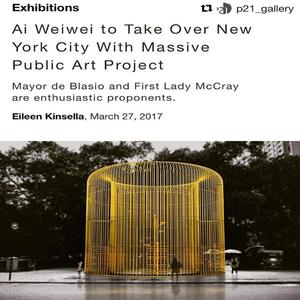 Exhibitions
p21_gallery
Ai Weiwei to Take Over New
York City With Massive
Public Art Project
Mayor de Blasio and First Lady McCray
are enthusiastic proponents.
Eileen Kinsella, March 27, 2017